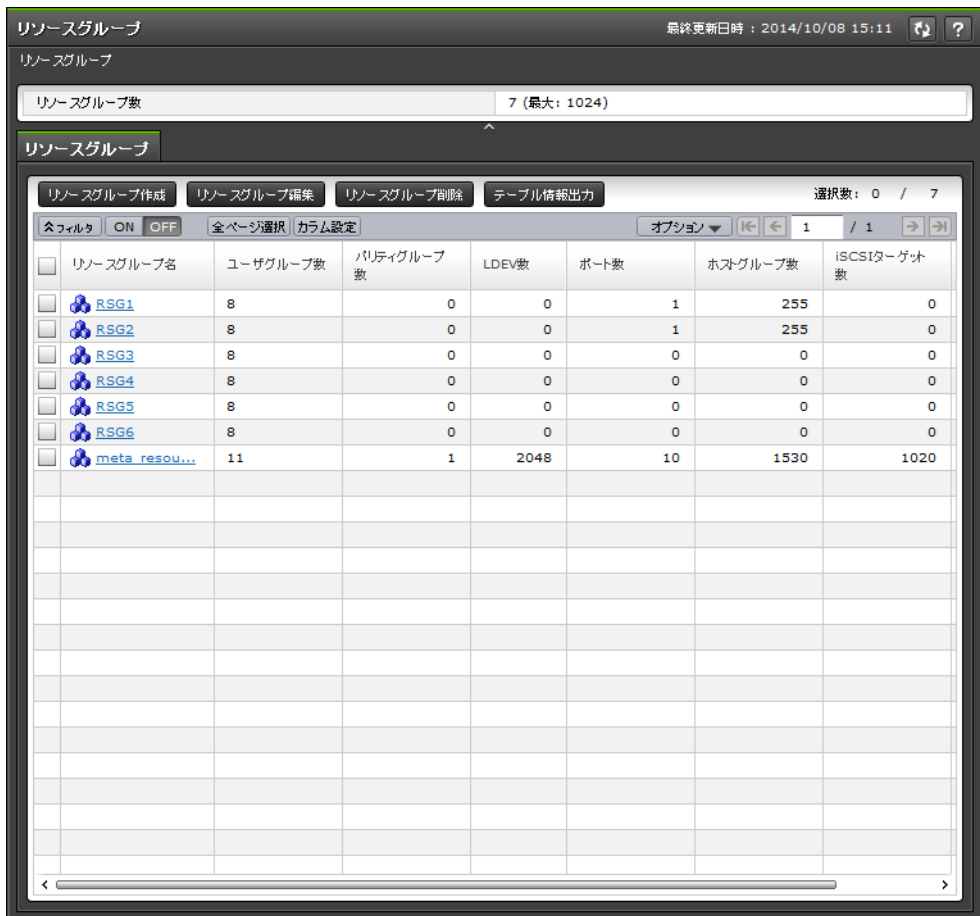 リソースグループ 最終更新日時 : 2014/10/08 15:11 ?
リソースグループ
リソースグループ数 7 (最大: 1024)
リソースグループ
リソースグループ作成 リソースグループ編集 リソースグループ削除 テーブル情報出力 選択数: 0 / 7
フィルタ ON OFF 全ページ選択 カラム設定 オプション 1 / 1
リソースグループ名 ユーザグループ数 パリティグループ数 LDEV数 ポート数 ホストグループ数 iSCSIターゲット数
RSG1 8 0 0 1 255 0
RSG2 8 0 0 1 255 0
RSG3 8 0 0 0 0 0
RSG4 8 0 0 0 0 0
RSG5 8 0 0 0 0 0
RSG6 8 0 0 0 0 0
meta_resou... 11 1 2048 10 1530 1020